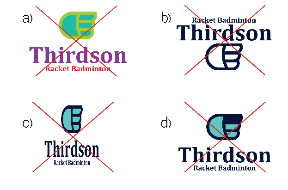 a)
Thirdson
Racket Badminton
b)
Racket Badminton
Thirdson
c)
Thirdson
Racket Badminton
d)
Thirdson
Racket Badminton